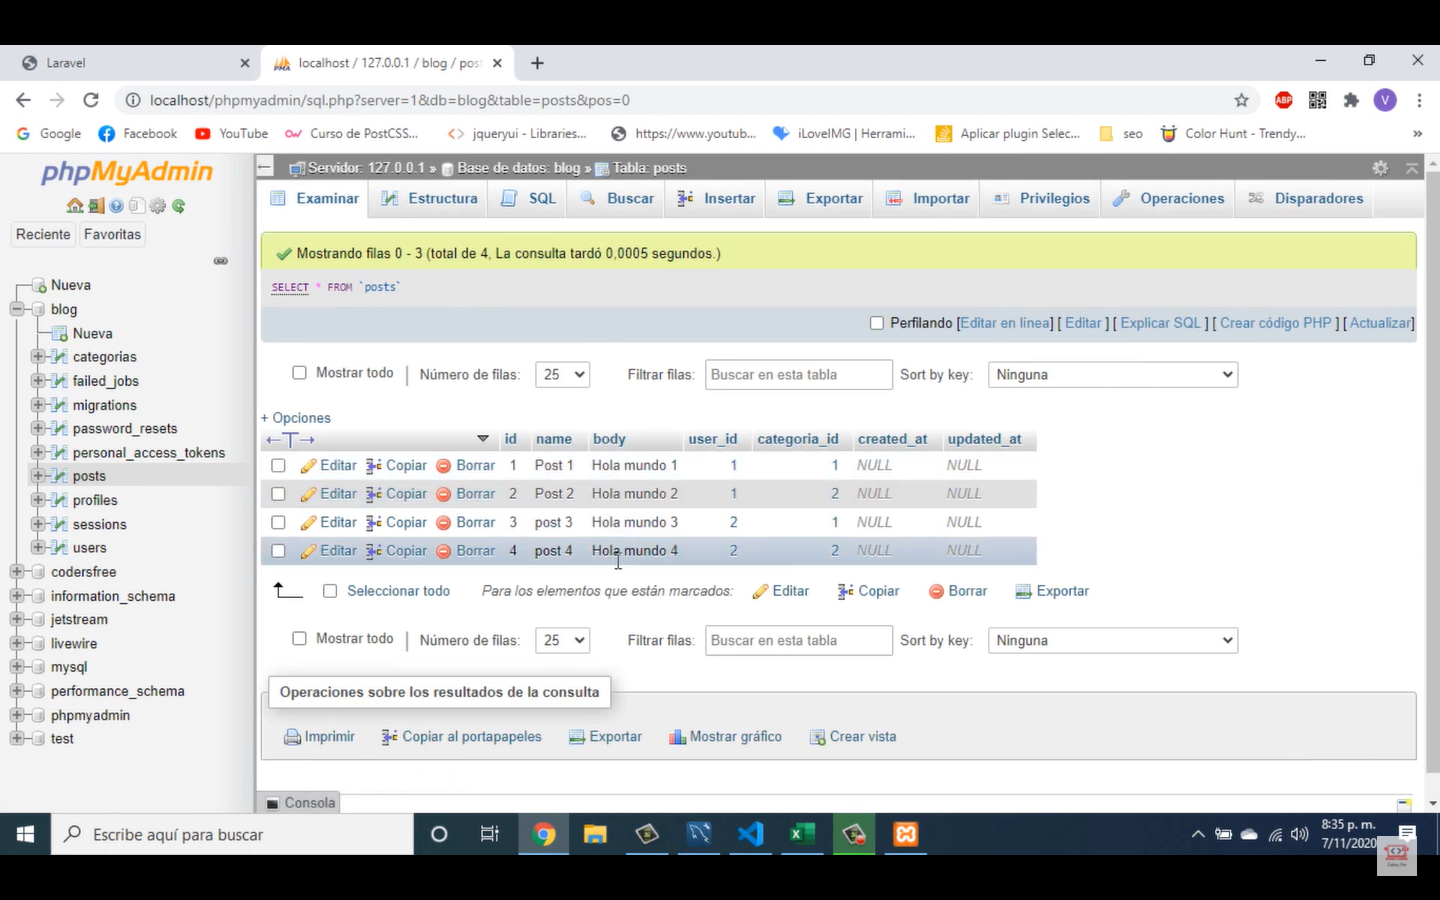 Laravel
localhost / 127.0.0.1 / blog / post
localhost/phpmyadmin/sql.php?server=1&db=blog&table=posts&pos=0
ABP
V
Google Facebook YouTube Curso de PostCSS... jqueryui - Libraries... https://www.youtub... iLoveIMG | Herrami... Aplicar plugin Selec... seo Color Hunt - Trendy... »
phpMyAdmin
Reciente Favoritas
Nueva
blog
Nueva
categorias
failed_jobs
migrations
password_resets
personal_access_tokens
posts
profiles
sessions
users
codersfree
information_schema
jetstream
livewire
mysql
performance_schema
phpmyadmin
test
Servidor: 127.0.0.1 » Base de datos: blog » Tabla: posts
Examinar Estructura SQL Buscar Insertar Exportar Importar Privilegios Operaciones Disparadores
Mostrando filas 0 - 3 (total de 4, La consulta tardó 0,0005 segundos.)
SELECT * FROM `posts`
Perfilando [Editar en línea] [ Editar ] [ Explicar SQL ] [ Crear código PHP ] [ Actualizar]
Mostrar todo | Número de filas: 25 Filtrar filas: Buscar en esta tabla Sort by key: Ninguna
+ Opciones
←T→ id name body user_id categoria_id created_at updated_at
Editar Copiar Borrar 1 Post 1 Hola mundo 1 1 1 NULL NULL
Editar Copiar Borrar 2 Post 2 Hola mundo 2 1 2 NULL NULL
Editar Copiar Borrar 3 post 3 Hola mundo 3 2 1 NULL NULL
Editar Copiar Borrar 4 post 4 Hola mundo 4 2 2 NULL NULL
Seleccionar todo Para los elementos que están marcados: Editar Copiar Borrar Exportar
Mostrar todo | Número de filas: 25 Filtrar filas: Buscar en esta tabla Sort by key: Ninguna
Operaciones sobre los resultados de la consulta
Imprimir Copiar al portapapeles Exportar Mostrar gráfico Crear vista
Consola
Escribe aquí para buscar
8:35 p. m.
7/11/2020